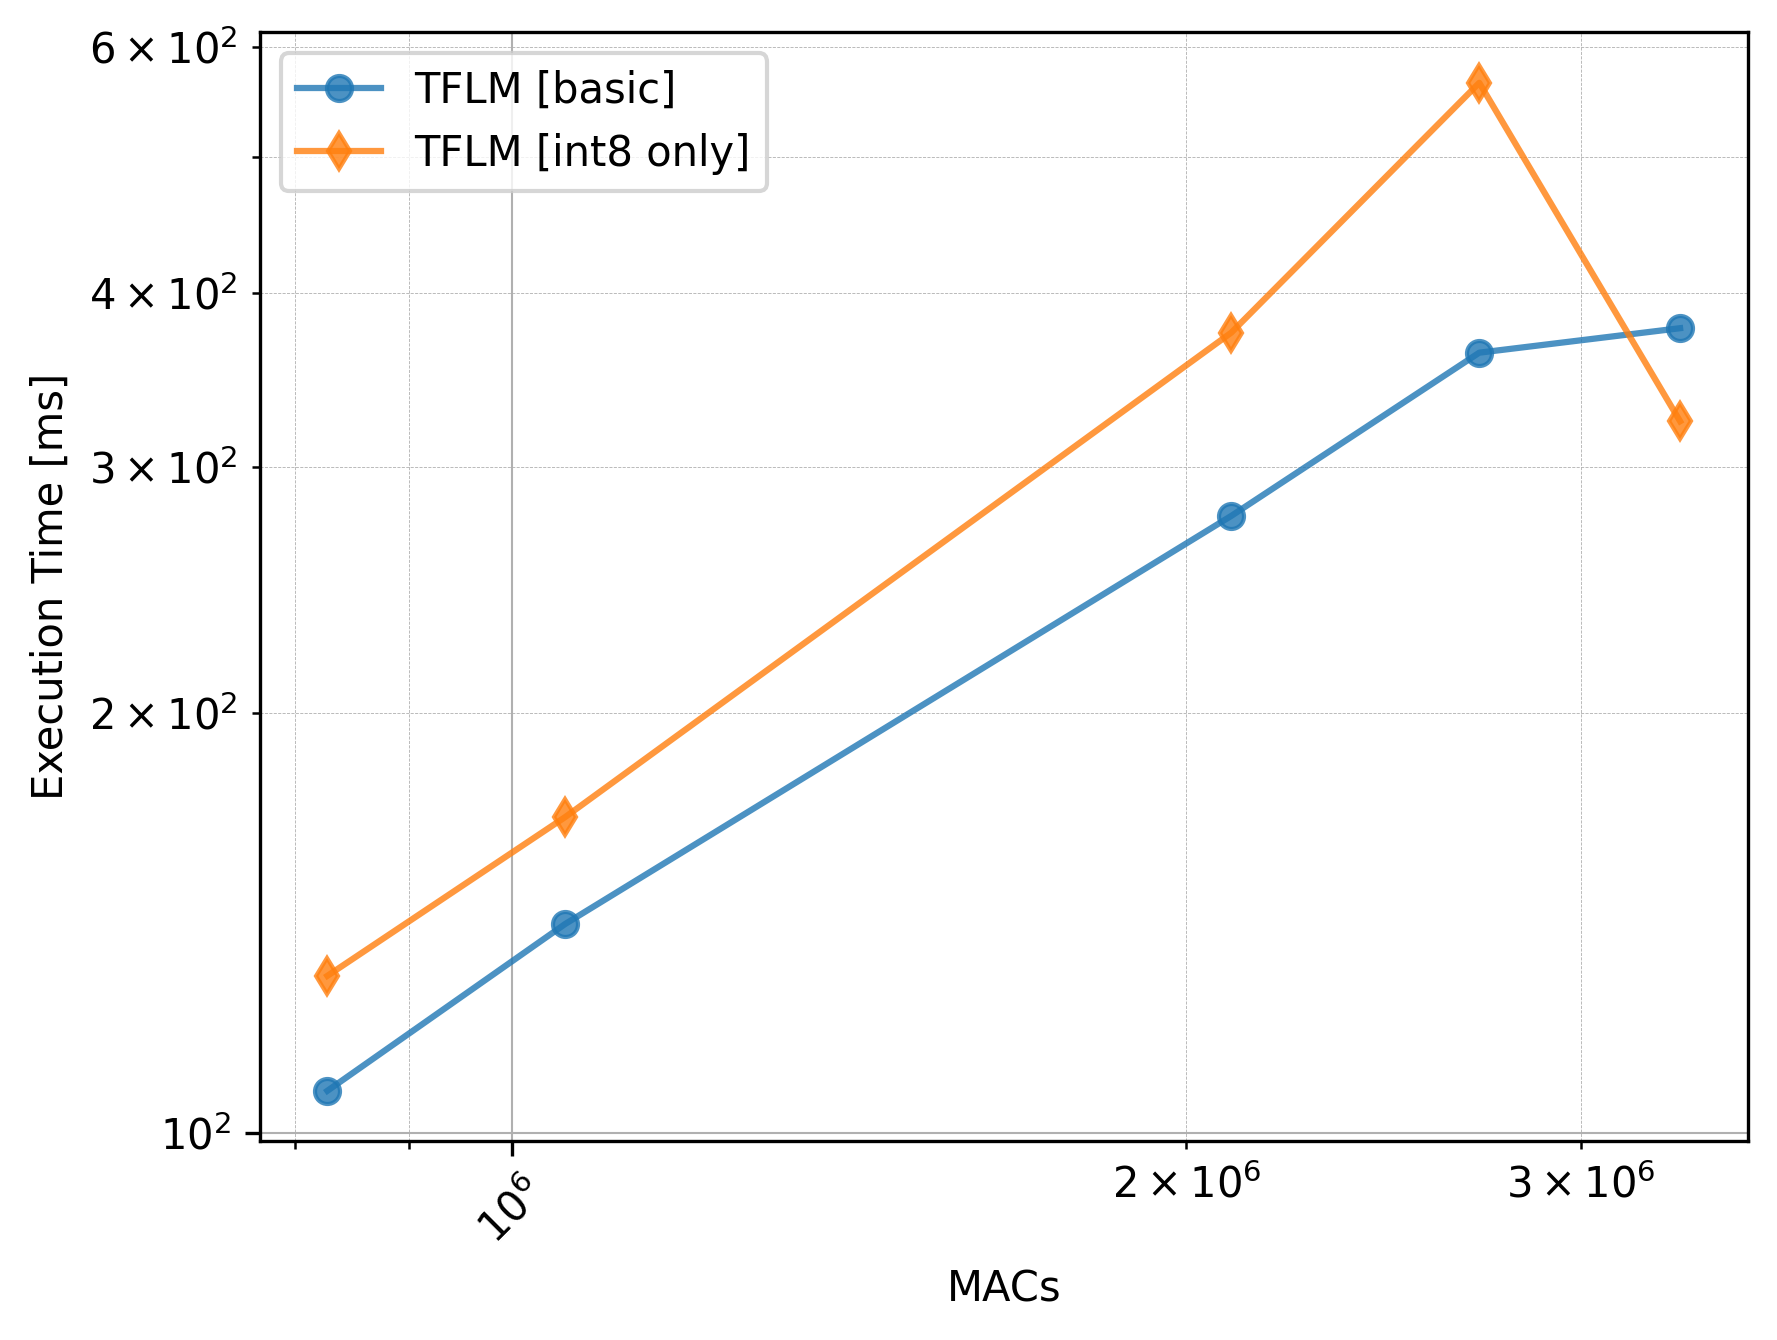 6 × 10²
TFLM [basic]
TFLM [int8 only]
4 × 10²
3 × 10²
2 × 10²
10²
Execution Time [ms]
10⁶
2 × 10⁶
3 × 10⁶
MACs